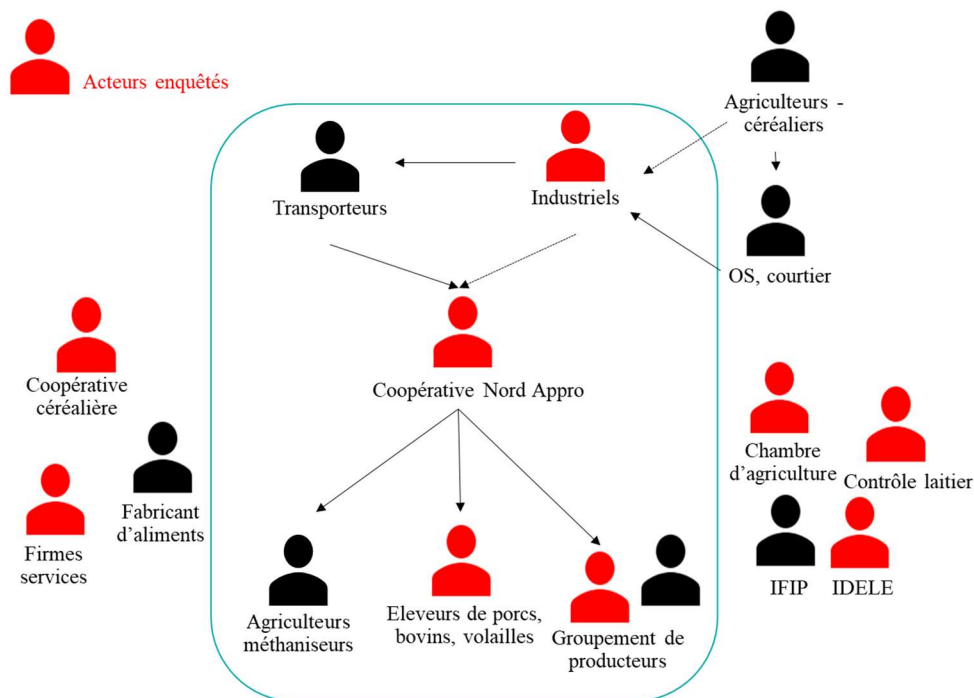 Acteurs enquêtés
Agriculteurs -
céréaliers
Transporteurs
Industriels
OS, courtier
Coopérative
céréalière
Coopérative Nord Appro
Chambre
d’agriculture
Contrôle laitier
Fabricant
d’aliments
Firmes
services
IFIP
IDELE
Agriculteurs
méthaniseurs
Eleveurs de porcs,
bovins, volailles
Groupement de
producteurs